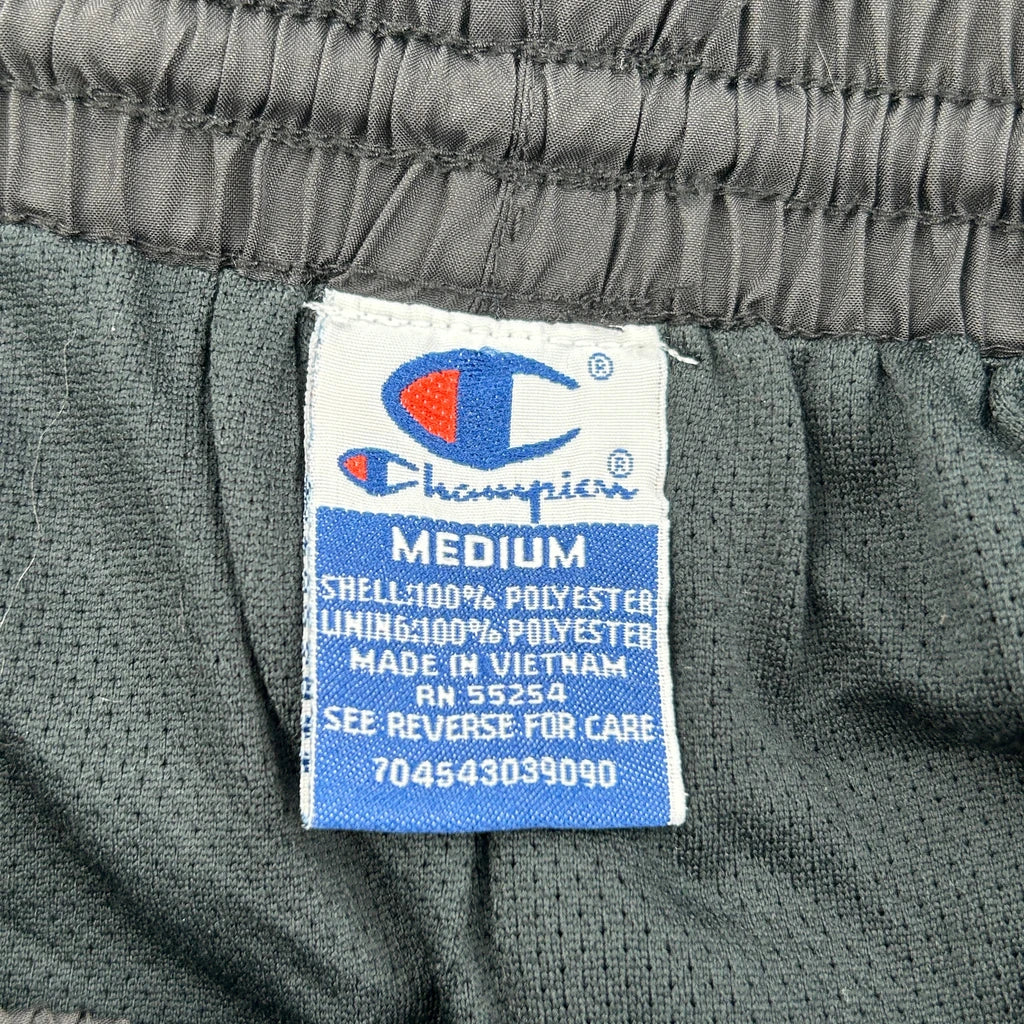 ®
Champion®
MEDIUM
SHELL:100% POLYESTER
LINING:100% POLYESTER
MADE IN VIETNAM
RN 55254
SEE REVERSE FOR CARE
704543039090